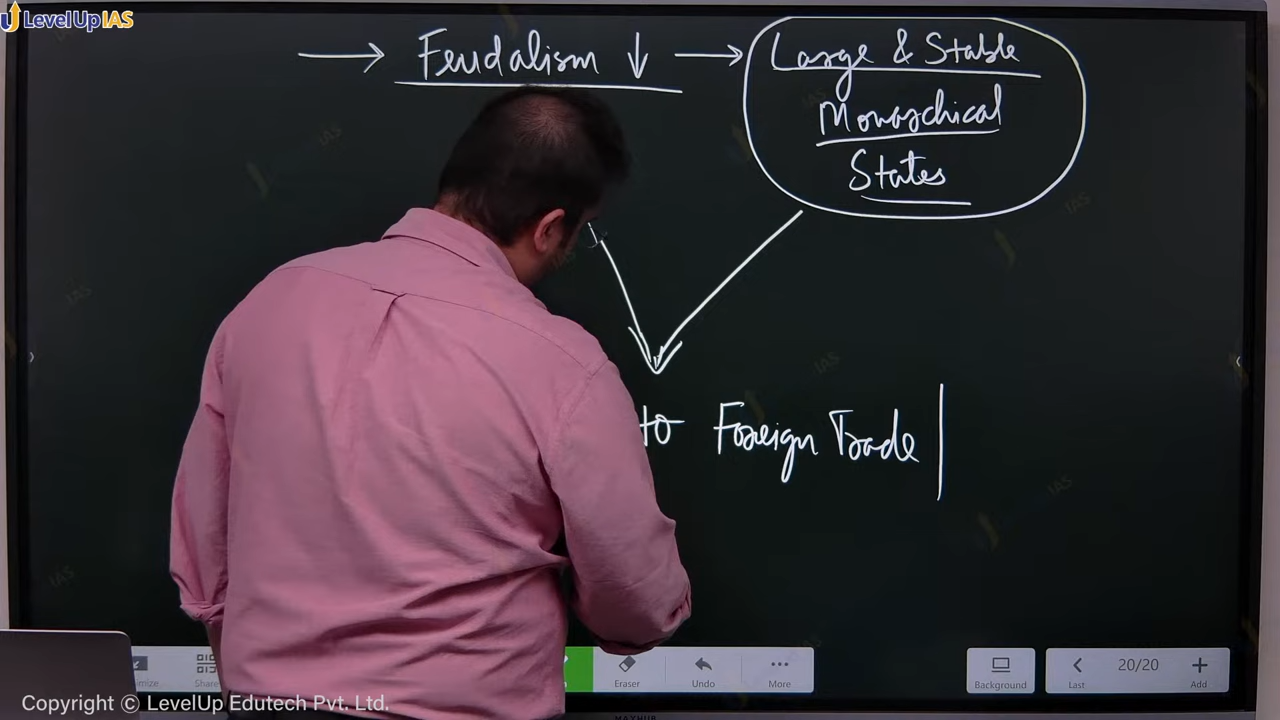 LevelUp IAS
→ Feudalism ↓ → Large & Stable
Monarchical
States
to Foreign Trade
Share
Eraser
Undo
More
Background
Last
20/20
Add
Copyright © LevelUp Edutech Pvt. Ltd.